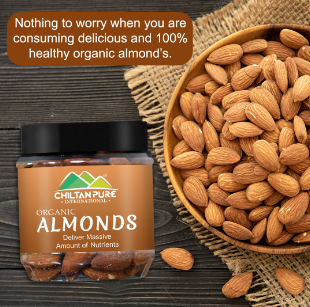 Nothing to worry when you are
consuming delicious and 100%
healthy organic almond's.
CHILTAN PURE
INTERNATIONAL
ORGANIC
ALMONDS
Deliver Massive
Amount of Nutrients